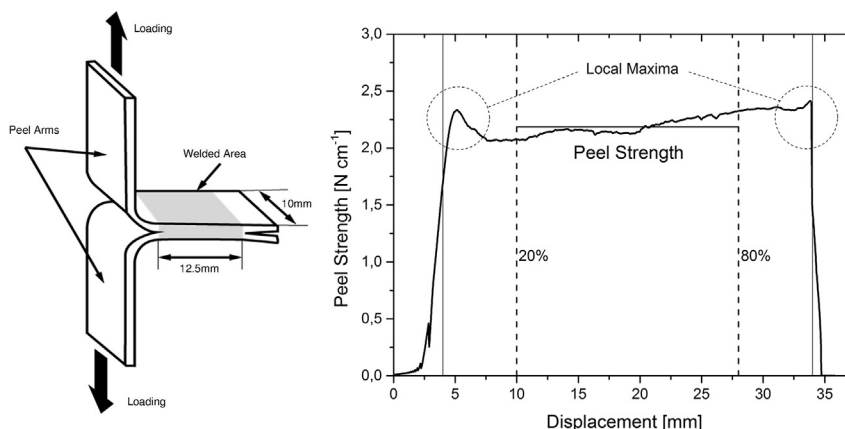 Loading
Peel Arms
Welded Area
10mm
12.5mm
Loading
3,0
2,5
2,0
1,5
1,0
0,5
0,0
Peel Strength [N cm⁻¹]
Local Maxima
Peel Strength
20%
80%
0 5 10 15 20 25 30 35
Displacement [mm]